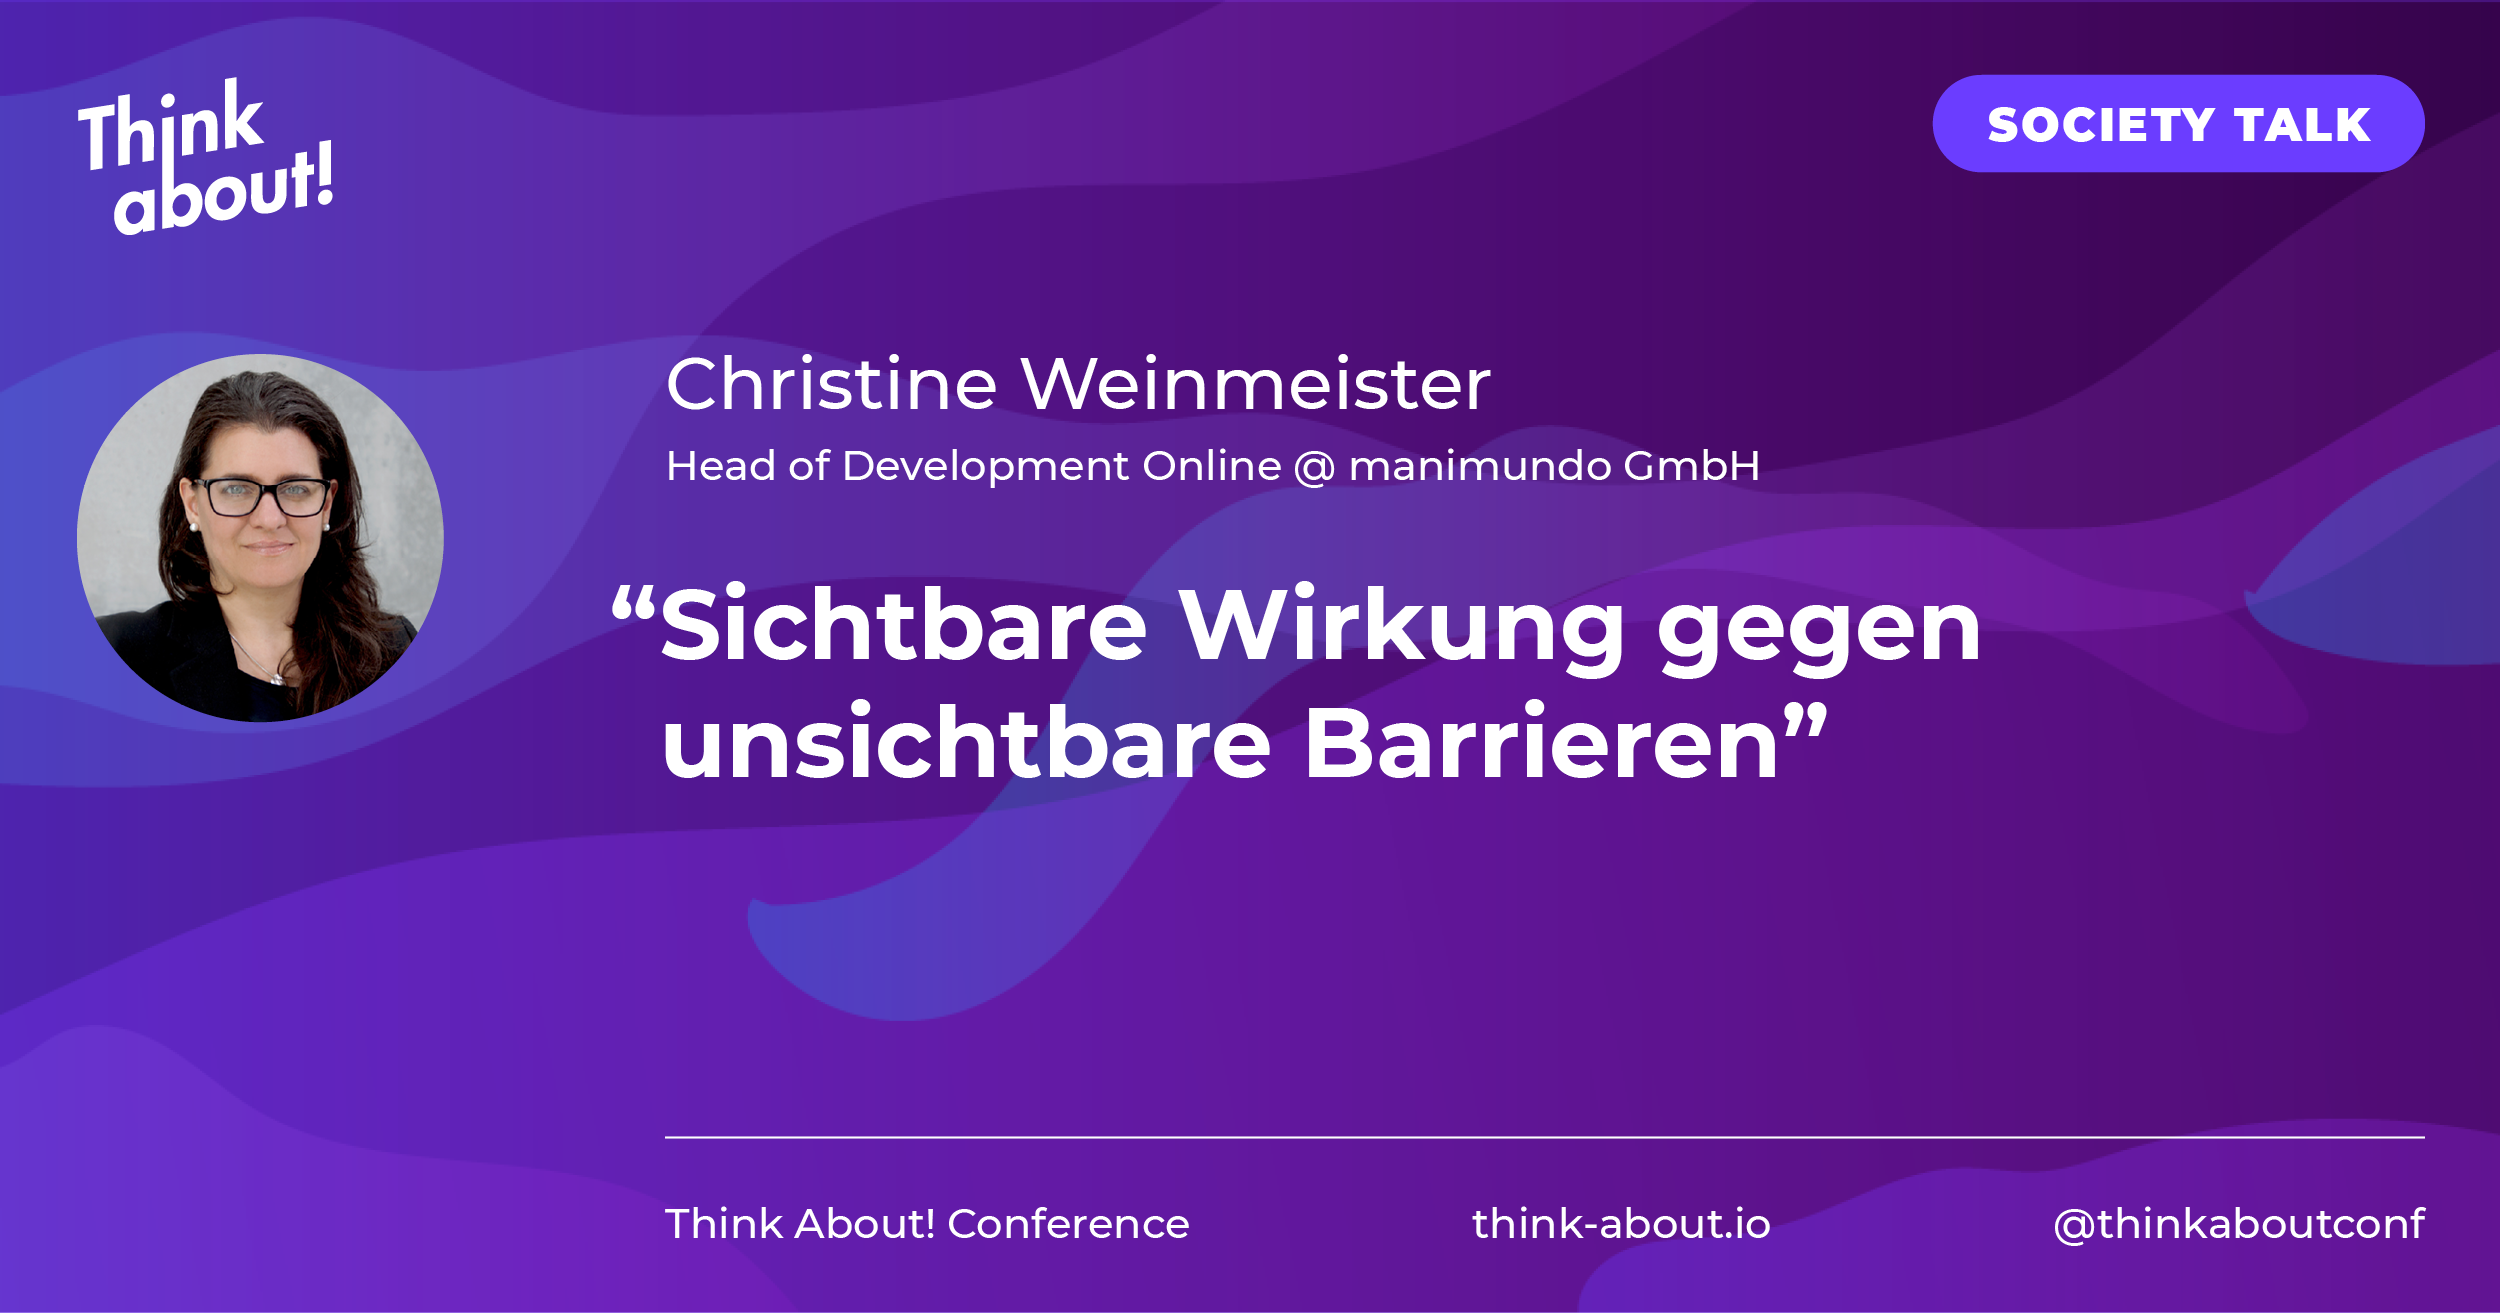 Think
about!
SOCIETY TALK
Christine Weinmeister
Head of Development Online @ manimundo GmbH
“Sichtbare Wirkung gegen
unsichtbare Barrieren”
Think About! Conference
think-about.io
@thinkaboutconf